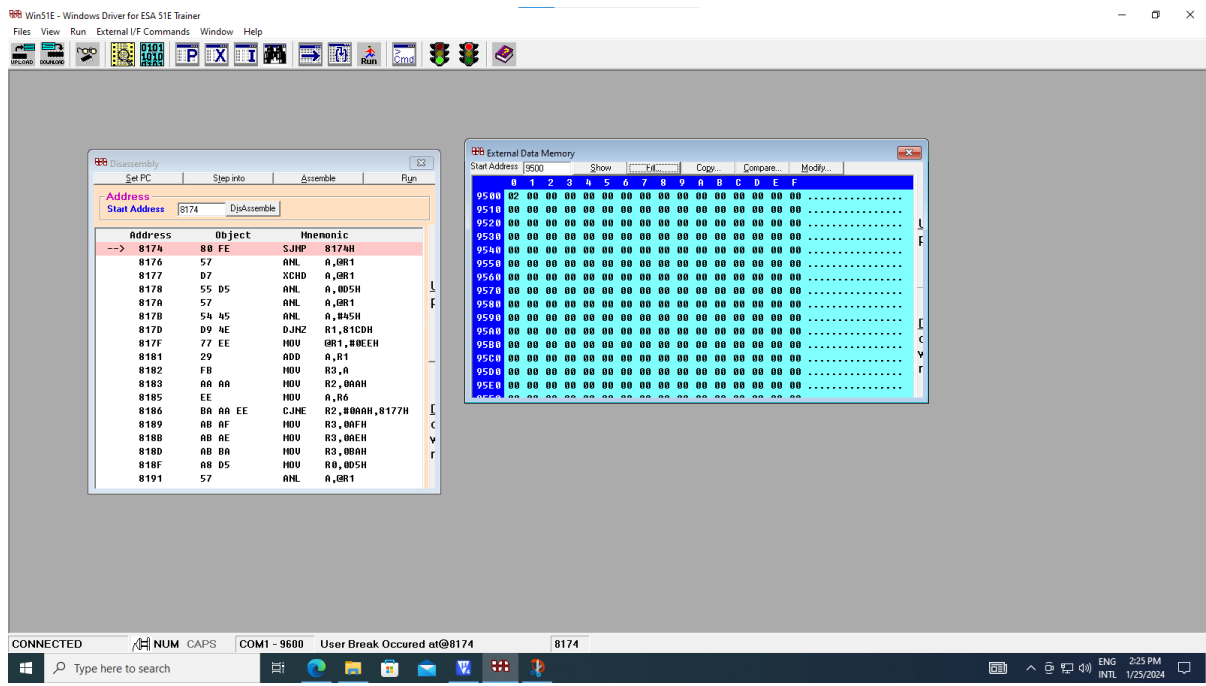 Win51E - Windows Driver for ESA 51E Trainer
Files View Run External I/F Commands Window Help
UPLOAD DOWNLOAD 0101 1010 P X I Run Cmd
Disassembly
Set PC Step into Assemble Run
Address
Start Address 8174 DisAssemble
Address Object Mnemonic
--> 8174 80 FE SJMP 8174H
8176 57 ANL A,@R1
8177 D7 XCHD A,@R1
8178 55 D5 ANL A,0D5H
817A 57 ANL A,@R1
817B 54 45 ANL A,#45H
817D D9 4E DJNZ R1,81CDH
817F 77 EE MOV @R1,#0EEH
8181 29 ADD A,R1
8182 FB MOV R3,A
8183 AA AA MOV R2,0AAH
8185 EE MOV A,R6
8186 BA AA EE CJNE R2,#0AAH,8177H
8189 AB AF MOV R3,0AFH
818B AB AE MOV R3,0AEH
818D AB BA MOV R3,0BAH
818F A8 D5 MOV R0,0D5H
8191 57 ANL A,@R1
External Data Memory
Start Address 9500 Show Fill... Copy... Compare... Modify...
0 1 2 3 4 5 6 7 8 9 A B C D E F
9500 02 00 00 00 00 00 00 00 00 00 00 00 00 00 00 00 ................
9510 00 00 00 00 00 00 00 00 00 00 00 00 00 00 00 00 ................
9520 00 00 00 00 00 00 00 00 00 00 00 00 00 00 00 00 ................
9530 00 00 00 00 00 00 00 00 00 00 00 00 00 00 00 00 ................
9540 00 00 00 00 00 00 00 00 00 00 00 00 00 00 00 00 ................
9550 00 00 00 00 00 00 00 00 00 00 00 00 00 00 00 00 ................
9560 00 00 00 00 00 00 00 00 00 00 00 00 00 00 00 00 ................
9570 00 00 00 00 00 00 00 00 00 00 00 00 00 00 00 00 ................
9580 00 00 00 00 00 00 00 00 00 00 00 00 00 00 00 00 ................
9590 00 00 00 00 00 00 00 00 00 00 00 00 00 00 00 00 ................
95A0 00 00 00 00 00 00 00 00 00 00 00 00 00 00 00 00 ................
95B0 00 00 00 00 00 00 00 00 00 00 00 00 00 00 00 00 ................
95C0 00 00 00 00 00 00 00 00 00 00 00 00 00 00 00 00 ................
95D0 00 00 00 00 00 00 00 00 00 00 00 00 00 00 00 00 ................
95E0 00 00 00 00 00 00 00 00 00 00 00 00 00 00 00 00 ................
CONNECTED NUM CAPS COM1 - 9600 User Break Occured at@8174 8174
Type here to search
ENG 2:25 PM
INTL 1/25/2024